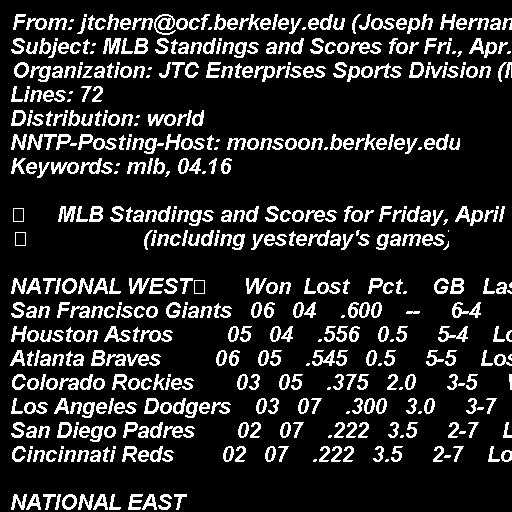 From: jtchern@ocf.berkeley.edu (Joseph Hernan
Subject: MLB Standings and Scores for Fri., Apr.
Organization: JTC Enterprises Sports Division (
Lines: 72
Distribution: world
NNTP-Posting-Host: monsoon.berkeley.edu
Keywords: mlb, 04.16
MLB Standings and Scores for Friday, April
(including yesterday's games)
NATIONAL WEST Won Lost Pct. GB Las
San Francisco Giants 06 04 .600 -- 6-4
Houston Astros 05 04 .556 0.5 5-4 Lo
Atlanta Braves 06 05 .545 0.5 5-5 Los
Colorado Rockies 03 05 .375 2.0 3-5
Los Angeles Dodgers 03 07 .300 3.0 3-7
San Diego Padres 02 07 .222 3.5 2-7 L
Cincinnati Reds 02 07 .222 3.5 2-7 Lo
NATIONAL EAST